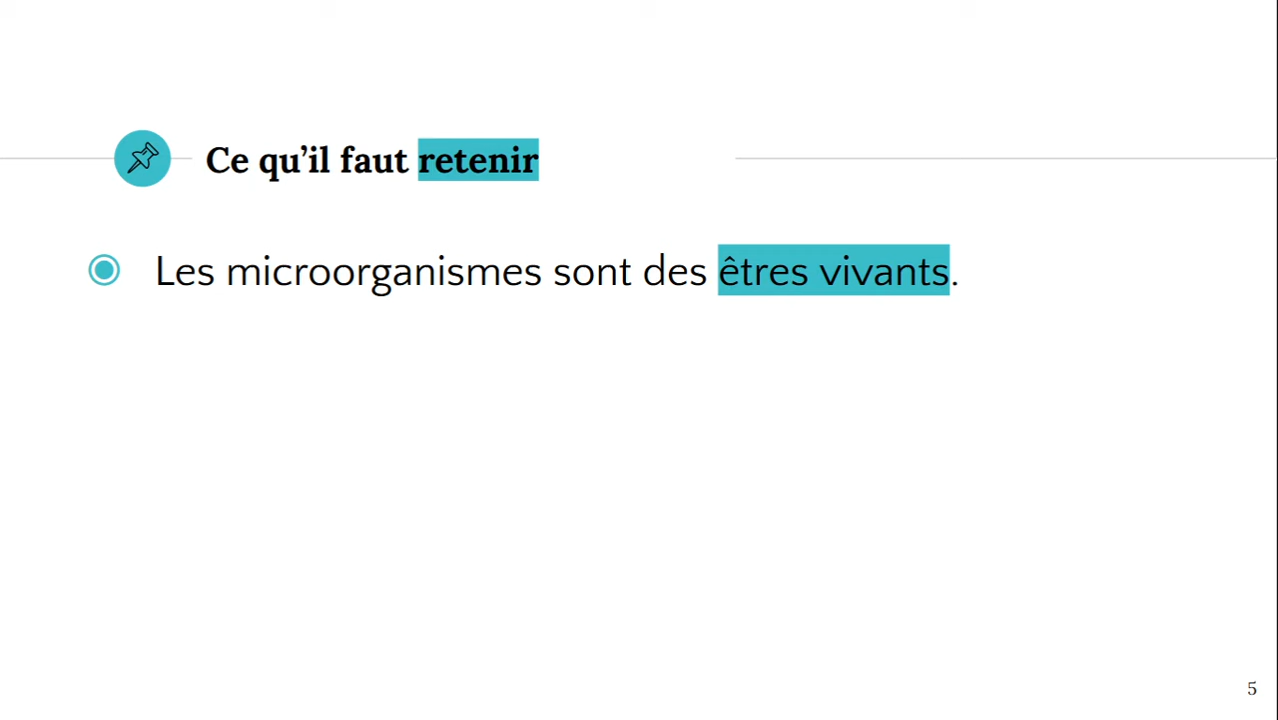 Ce qu’il faut retenir
Les microorganismes sont des êtres vivants.
5